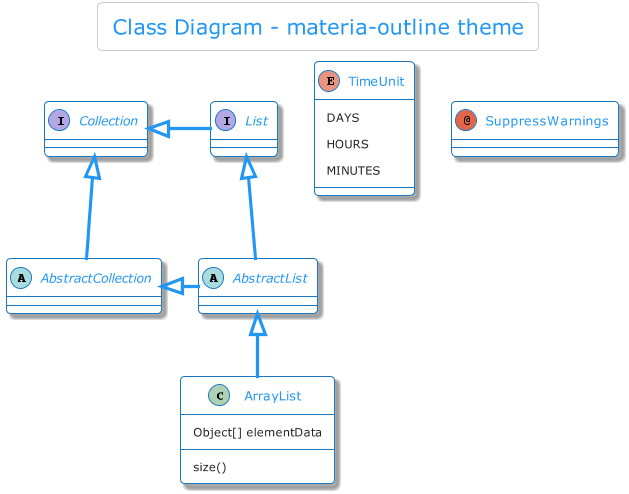 Class Diagram - materia-outline theme
I Collection
I List
E TimeUnit
DAYS
HOURS
MINUTES
@ SuppressWarnings
A AbstractCollection
A AbstractList
C ArrayList
Object[] elementData
size()